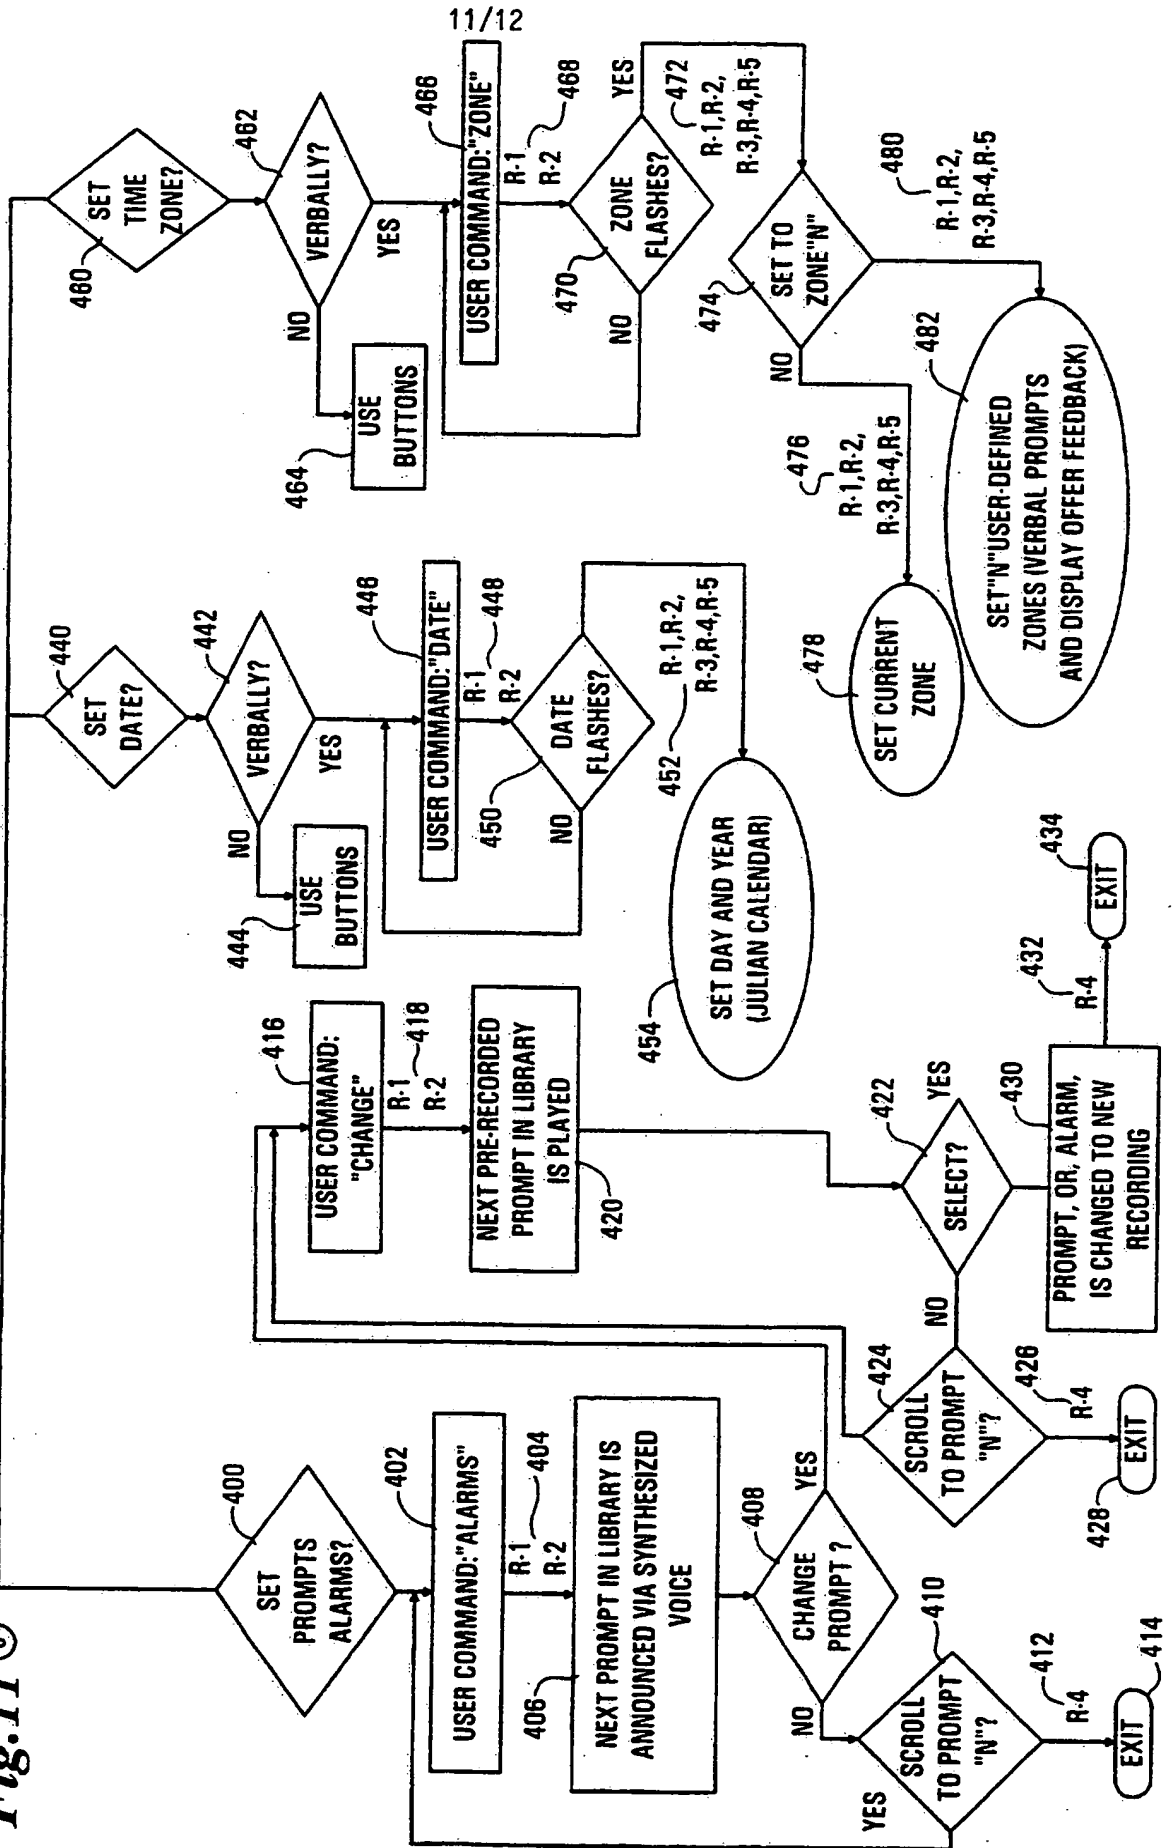 11/12
Fig.11
400
SET
PROMPTS
ALARMS?
402
USER COMMAND:"ALARMS"
R-1
R-2
404
406
NEXT PROMPT IN LIBRARY IS
ANNOUNCED VIA SYNTHESIZED
VOICE
408
CHANGE
PROMPT ?
YES
NO
410
SCROLL
TO PROMPT
"N"?
YES
412
R-4
EXIT
414
416
USER COMMAND:
"CHANGE"
R-1
R-2
418
NEXT PRE-RECORDED
PROMPT IN LIBRARY
IS PLAYED
420
422
SELECT?
YES
NO
424
SCROLL
TO PROMPT
"N"?
426
R-4
428
EXIT
430
PROMPT, OR, ALARM,
IS CHANGED TO NEW
RECORDING
432
R-4
434
EXIT
440
SET
DATE?
442
VERBALLY?
NO
YES
444
USE
BUTTONS
446
USER COMMAND:"DATE"
R-1
R-2
448
450
DATE
FLASHES?
NO
452
R-1,R-2,
R-3,R-4,R-5
454
SET DAY AND YEAR
(JULIAN CALENDAR)
460
SET
TIME
ZONE?
462
VERBALLY?
NO
YES
464
USE
BUTTONS
466
USER COMMAND:"ZONE"
R-1
R-2
468
470
ZONE
FLASHES?
NO
YES
472
R-1,R-2,
R-3,R-4,R-5
474
SET TO
ZONE"N"
NO
476
R-1,R-2,
R-3,R-4,R-5
478
SET CURRENT
ZONE
480
R-1,R-2,
R-3,R-4,R-5
482
SET"N"USER-DEFINED
ZONES (VERBAL PROMPTS
AND DISPLAY OFFER FEEDBACK)